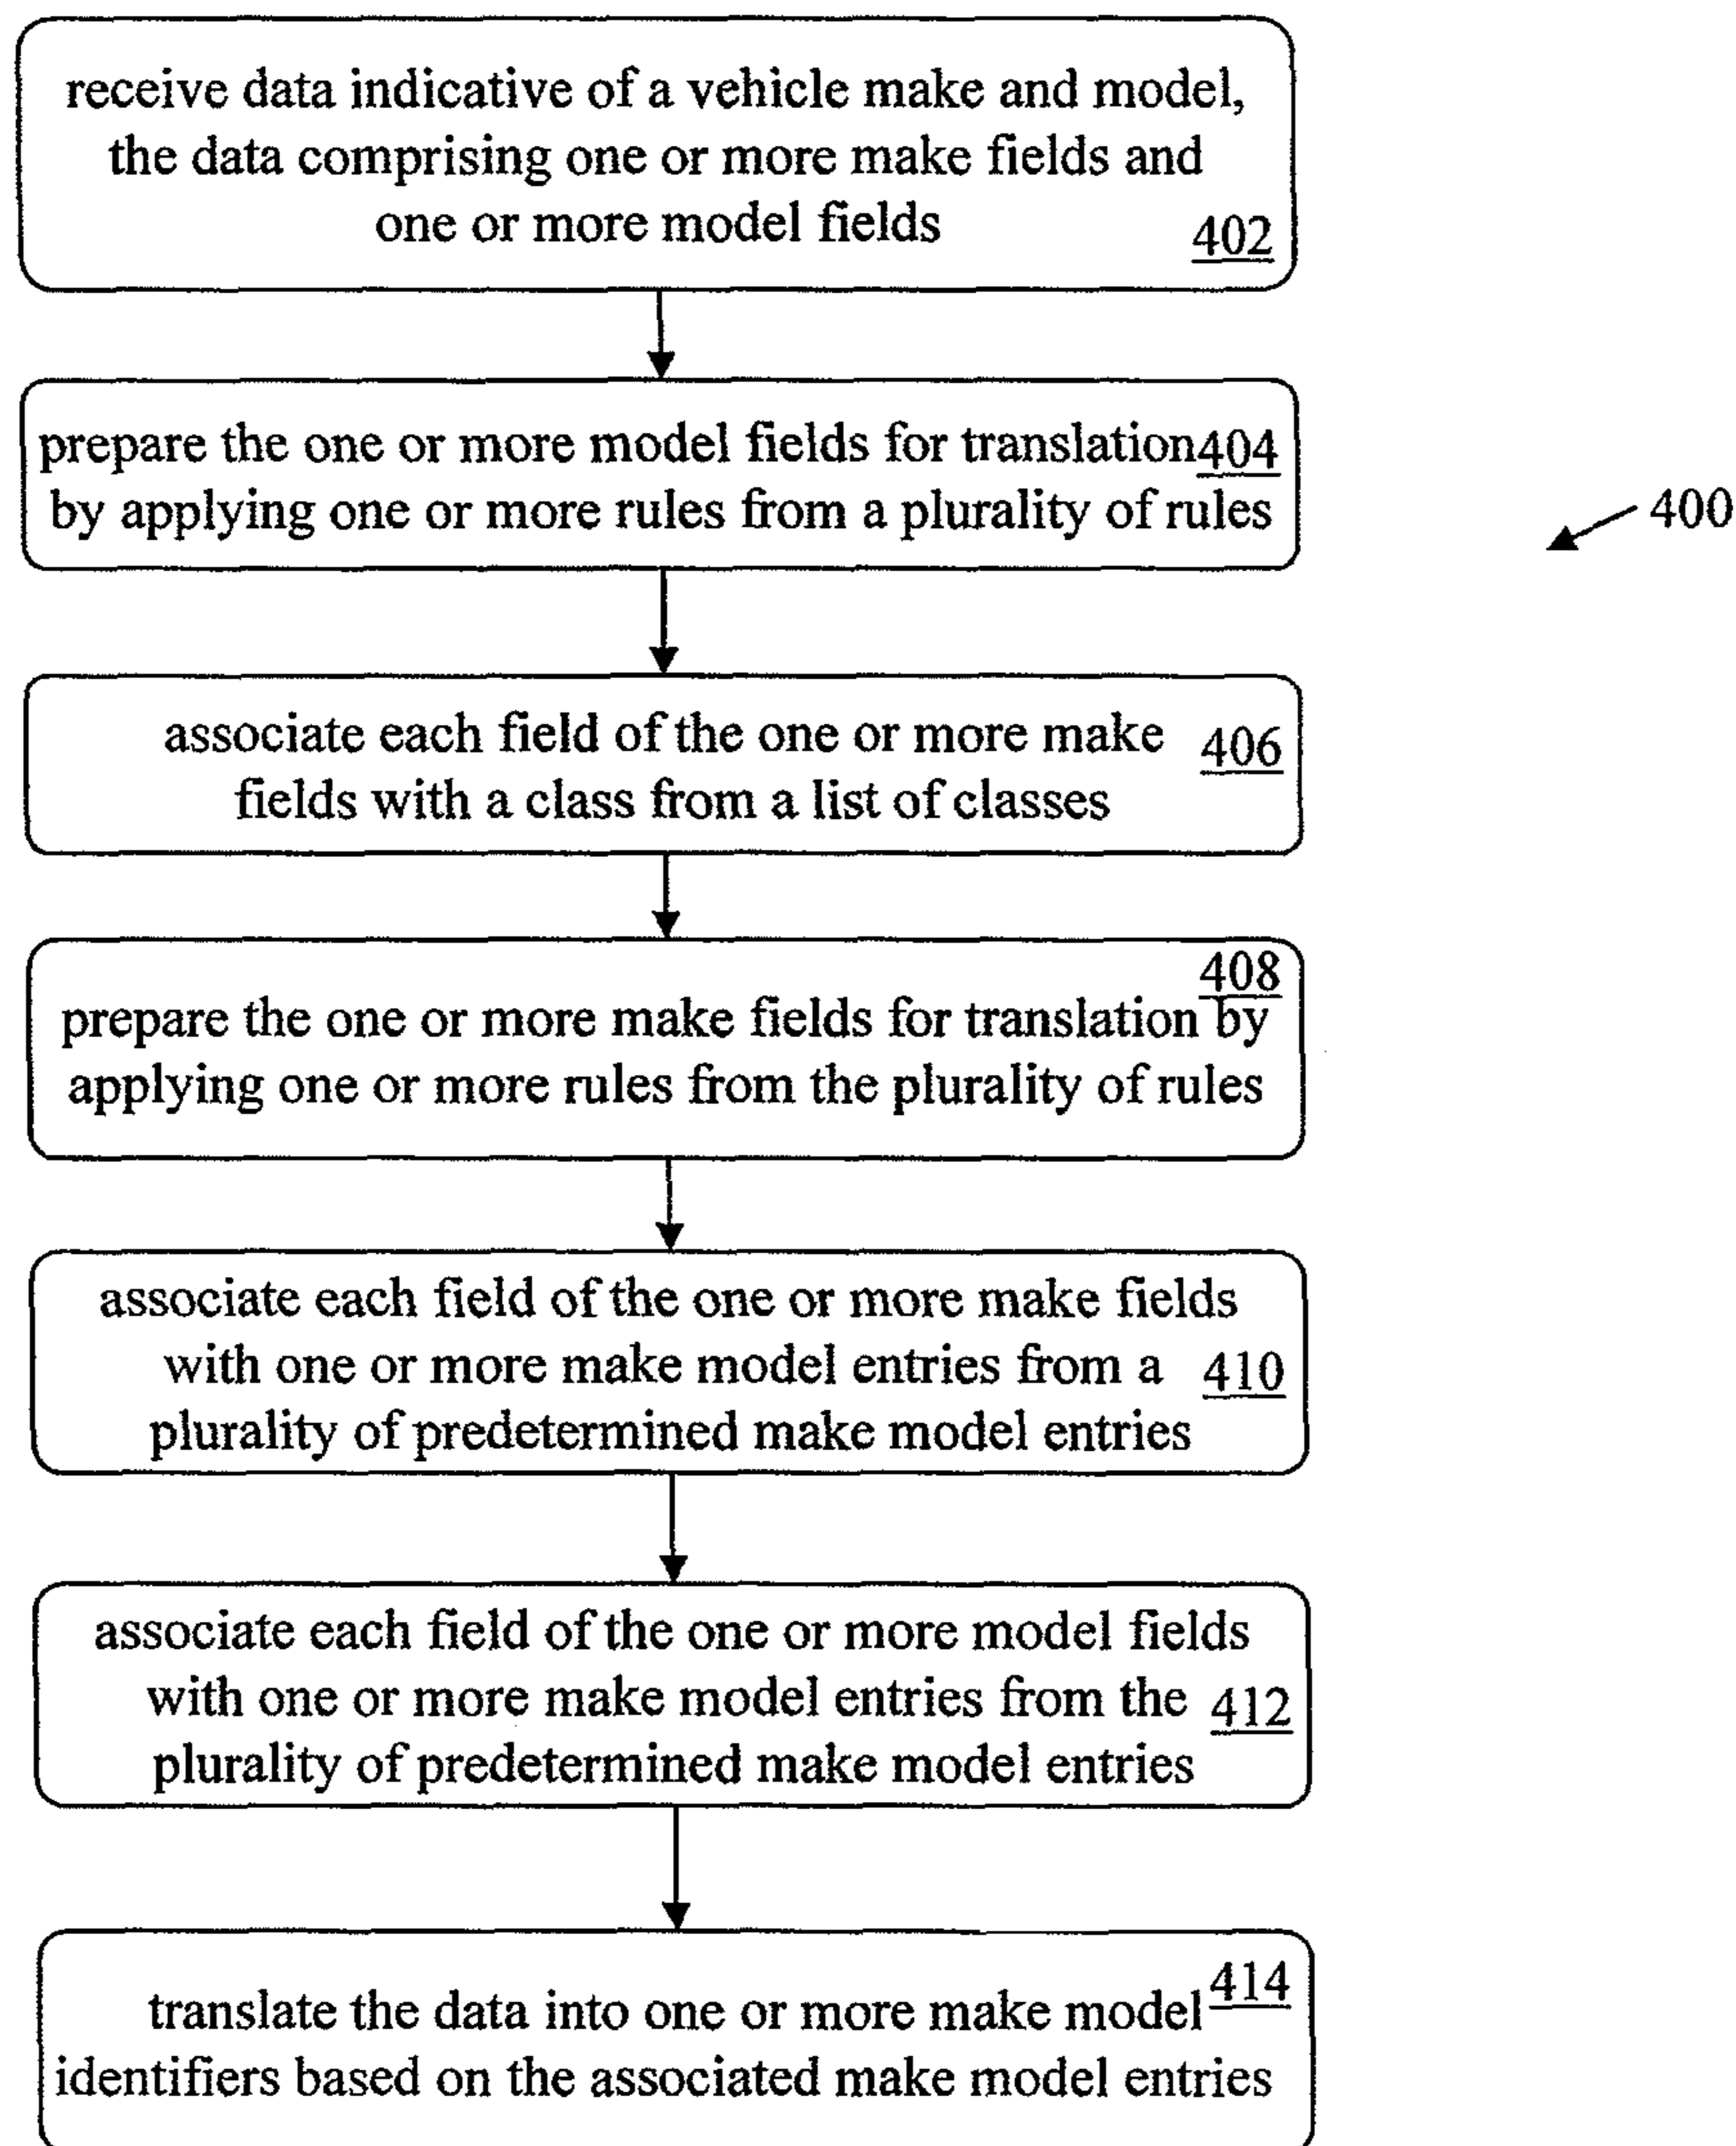 receive data indicative of a vehicle make and model,
the data comprising one or more make fields and
one or more model fields
402
prepare the one or more model fields for translation 404
by applying one or more rules from a plurality of rules
400
associate each field of the one or more make 406
fields with a class from a list of classes
408
prepare the one or more make fields for translation by
applying one or more rules from the plurality of rules
associate each field of the one or more make fields
with one or more make model entries from a 410
plurality of predetermined make model entries
associate each field of the one or more model fields
with one or more make model entries from the 412
plurality of predetermined make model entries
translate the data into one or more make model 414
identifiers based on the associated make model entries